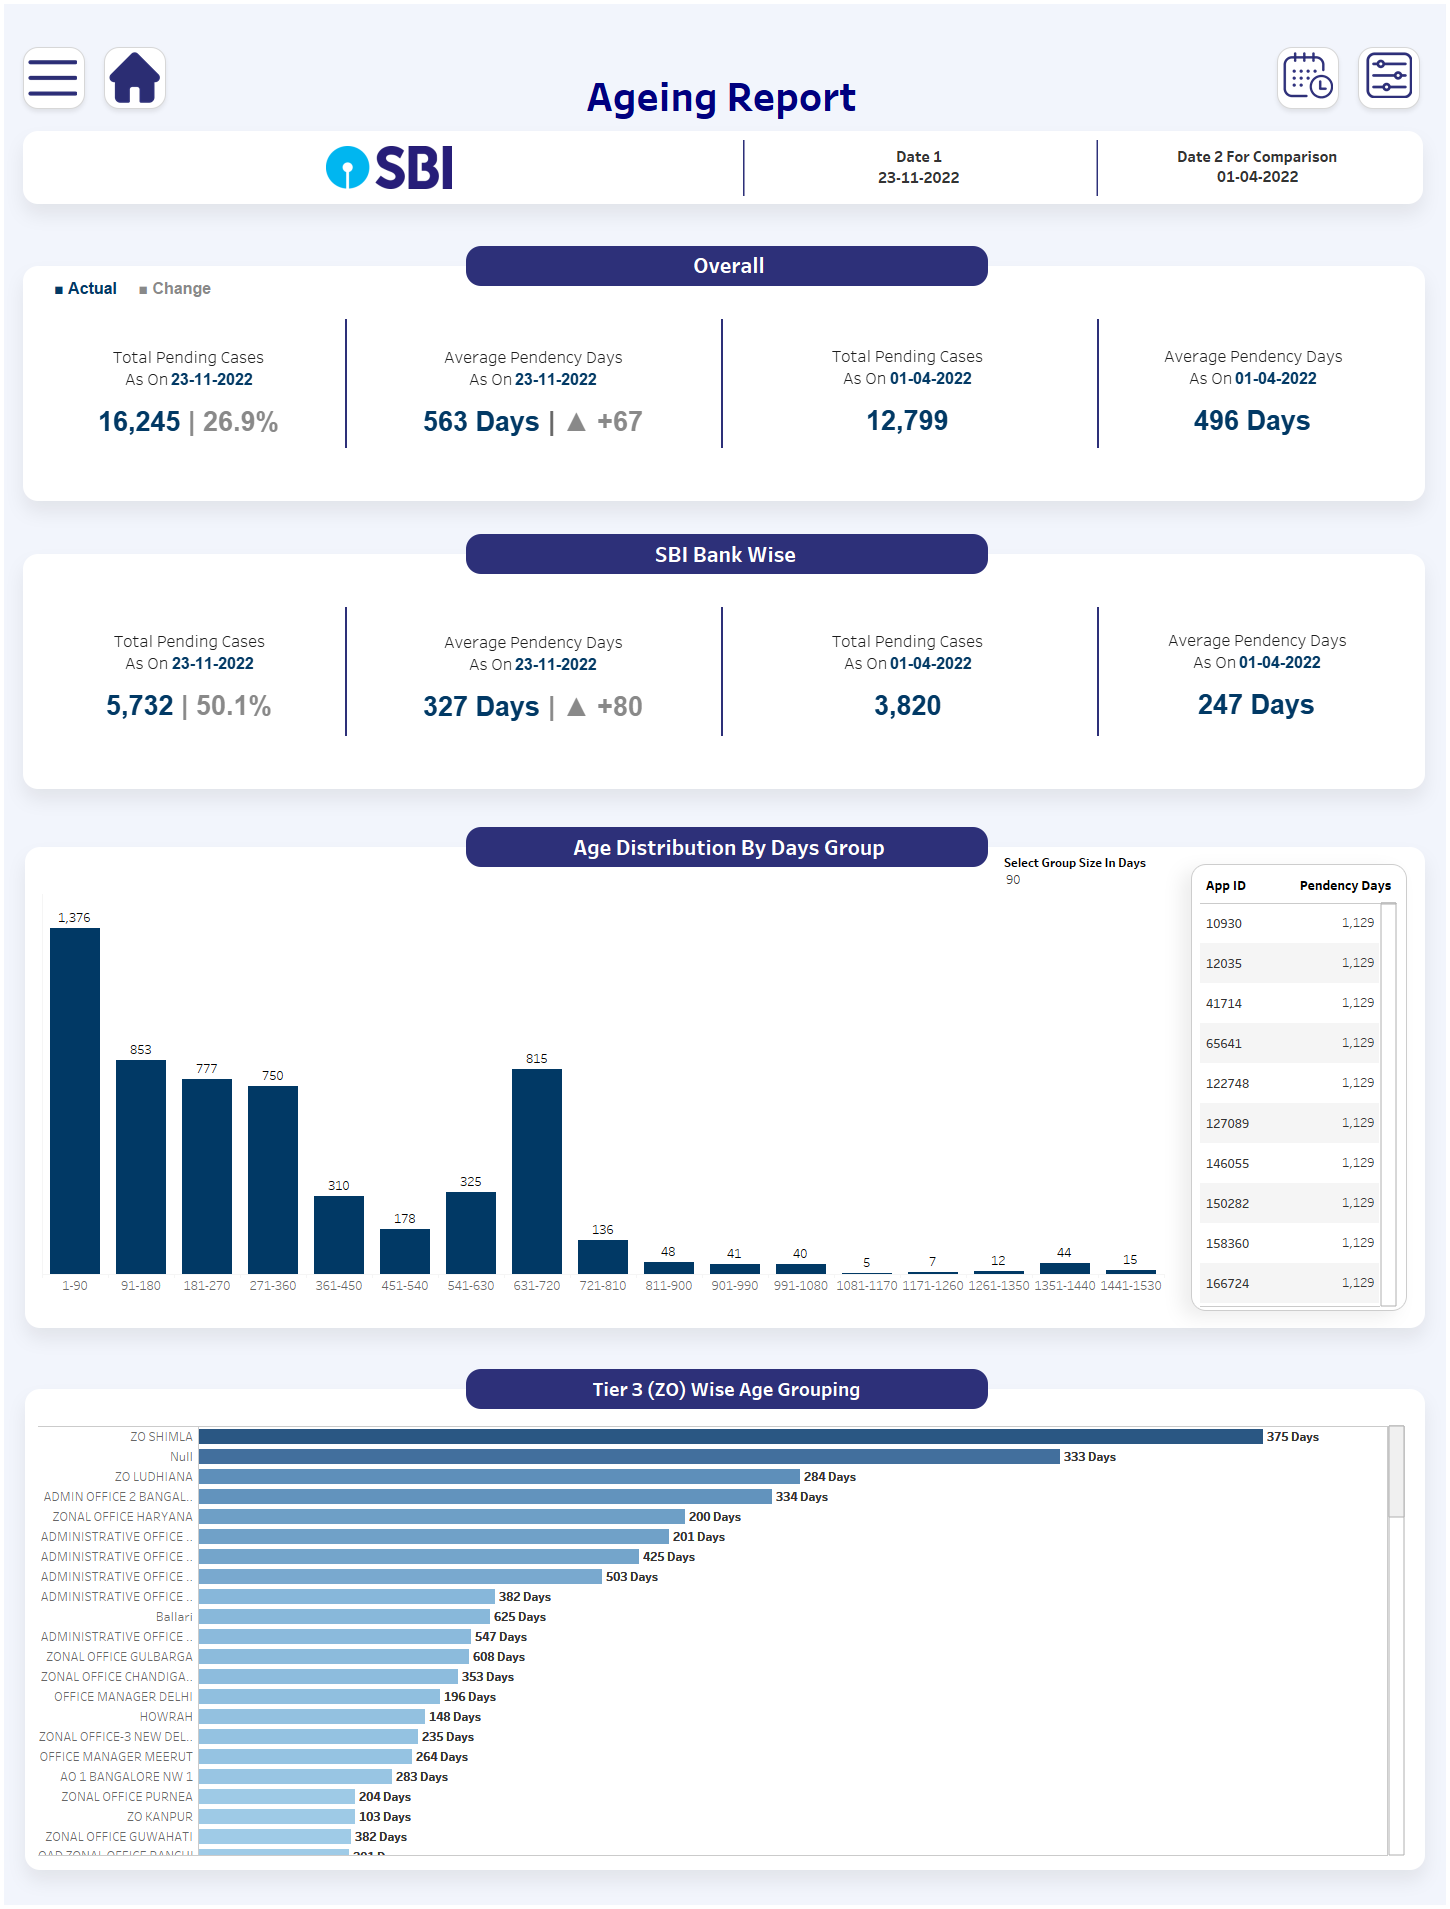 Ageing Report
SBI
Date 1
23-11-2022
Date 2 For Comparison
01-04-2022
Overall
■ Actual ■ Change
Total Pending Cases
As On 23-11-2022
16,245 | 26.9%
Average Pendency Days
As On 23-11-2022
563 Days | ▲ +67
Total Pending Cases
As On 01-04-2022
12,799
Average Pendency Days
As On 01-04-2022
496 Days
SBI Bank Wise
Total Pending Cases
As On 23-11-2022
5,732 | 50.1%
Average Pendency Days
As On 23-11-2022
327 Days | ▲ +80
Total Pending Cases
As On 01-04-2022
3,820
Average Pendency Days
As On 01-04-2022
247 Days
Age Distribution By Days Group
Select Group Size In Days
90
1,376
853
777
750
310
178
325
815
136
48
41
40
5
7
12
44
15
1-90 91-180 181-270 271-360 361-450 451-540 541-630 631-720 721-810 811-900 901-990 991-1080 1081-1170 1171-1260 1261-1350 1351-1440 1441-1530
App ID Pendency Days
10930 1,129
12035 1,129
41714 1,129
65641 1,129
122748 1,129
127089 1,129
146055 1,129
150282 1,129
158360 1,129
166724 1,129
Tier 3 (ZO) Wise Age Grouping
ZO SHIMLA 375 Days
Null 333 Days
ZO LUDHIANA 284 Days
ADMIN OFFICE 2 BANGAL.. 334 Days
ZONAL OFFICE HARYANA 200 Days
ADMINISTRATIVE OFFICE .. 201 Days
ADMINISTRATIVE OFFICE .. 425 Days
ADMINISTRATIVE OFFICE .. 503 Days
ADMINISTRATIVE OFFICE .. 382 Days
Ballari 625 Days
ADMINISTRATIVE OFFICE .. 547 Days
ZONAL OFFICE GULBARGA 608 Days
ZONAL OFFICE CHANDIGA.. 353 Days
OFFICE MANAGER DELHI 196 Days
HOWRAH 148 Days
ZONAL OFFICE-3 NEW DEL.. 235 Days
OFFICE MANAGER MEERUT 264 Days
AO 1 BANGALORE NW 1 283 Days
ZONAL OFFICE PURNEA 204 Days
ZO KANPUR 103 Days
ZONAL OFFICE GUWAHATI 382 Days
ZONAL OFFICE RANCHI